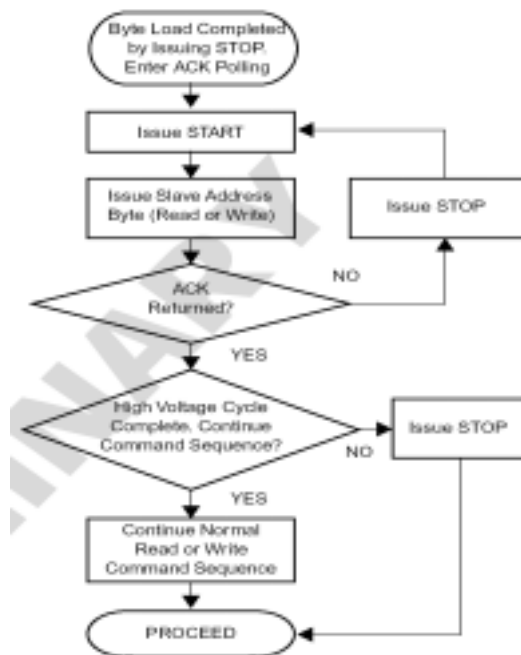 Byte Load Completed
by Issuing STOP.
Enter ACK Polling
Issue START
Issue Slave Address
Byte (Read or Write)
Issue STOP
ACK
Returned?
NO
YES
High Voltage Cycle
Complete. Continue
Command Sequence?
NO
Issue STOP
YES
Continue Normal
Read or Write
Command Sequence
PROCEED
INARY